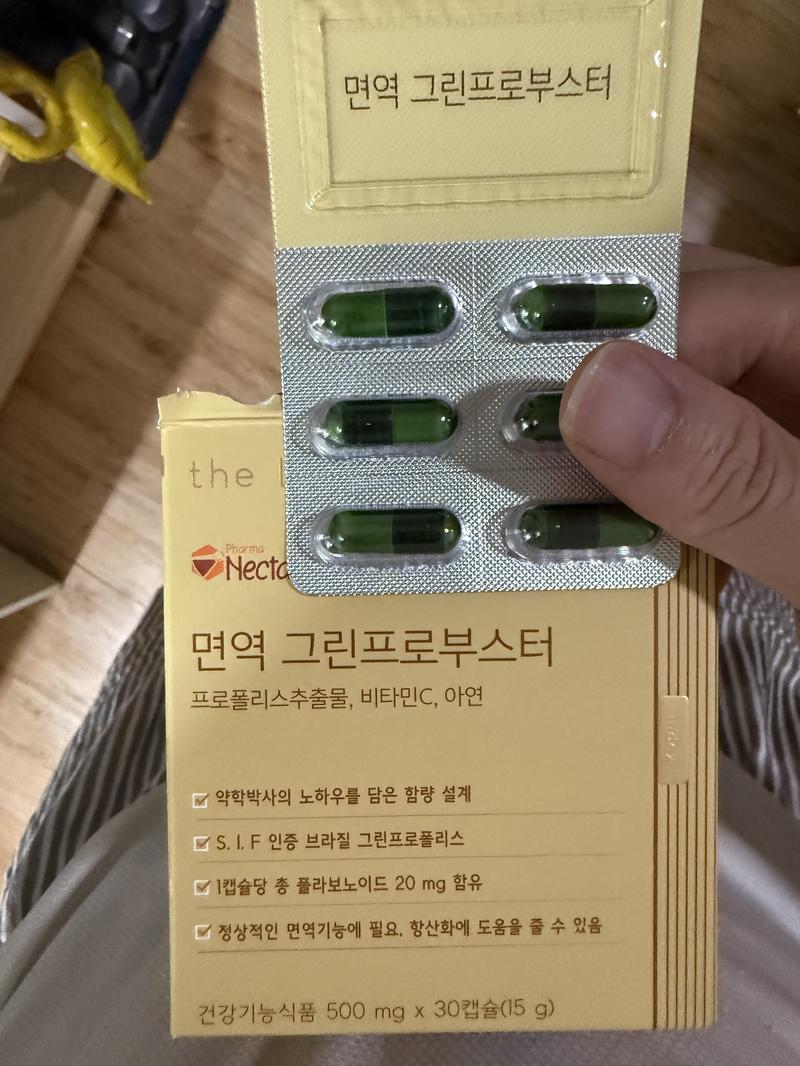 면역 그린프로부스터
the
Pharma
면역 그린프로부스터
프로폴리스추출물, 비타민C, 아연
약학박사의 노하우를 담은 함량 설계
S. I. F 인증 브라질 그린프로폴리스
1캡슐당 총 플라보노이드 20 mg 함유
정상적인 면역기능에 필요, 항산화에 도움을 줄 수 있음
건강기능식품 500 mg x 30캡슐(15 g)